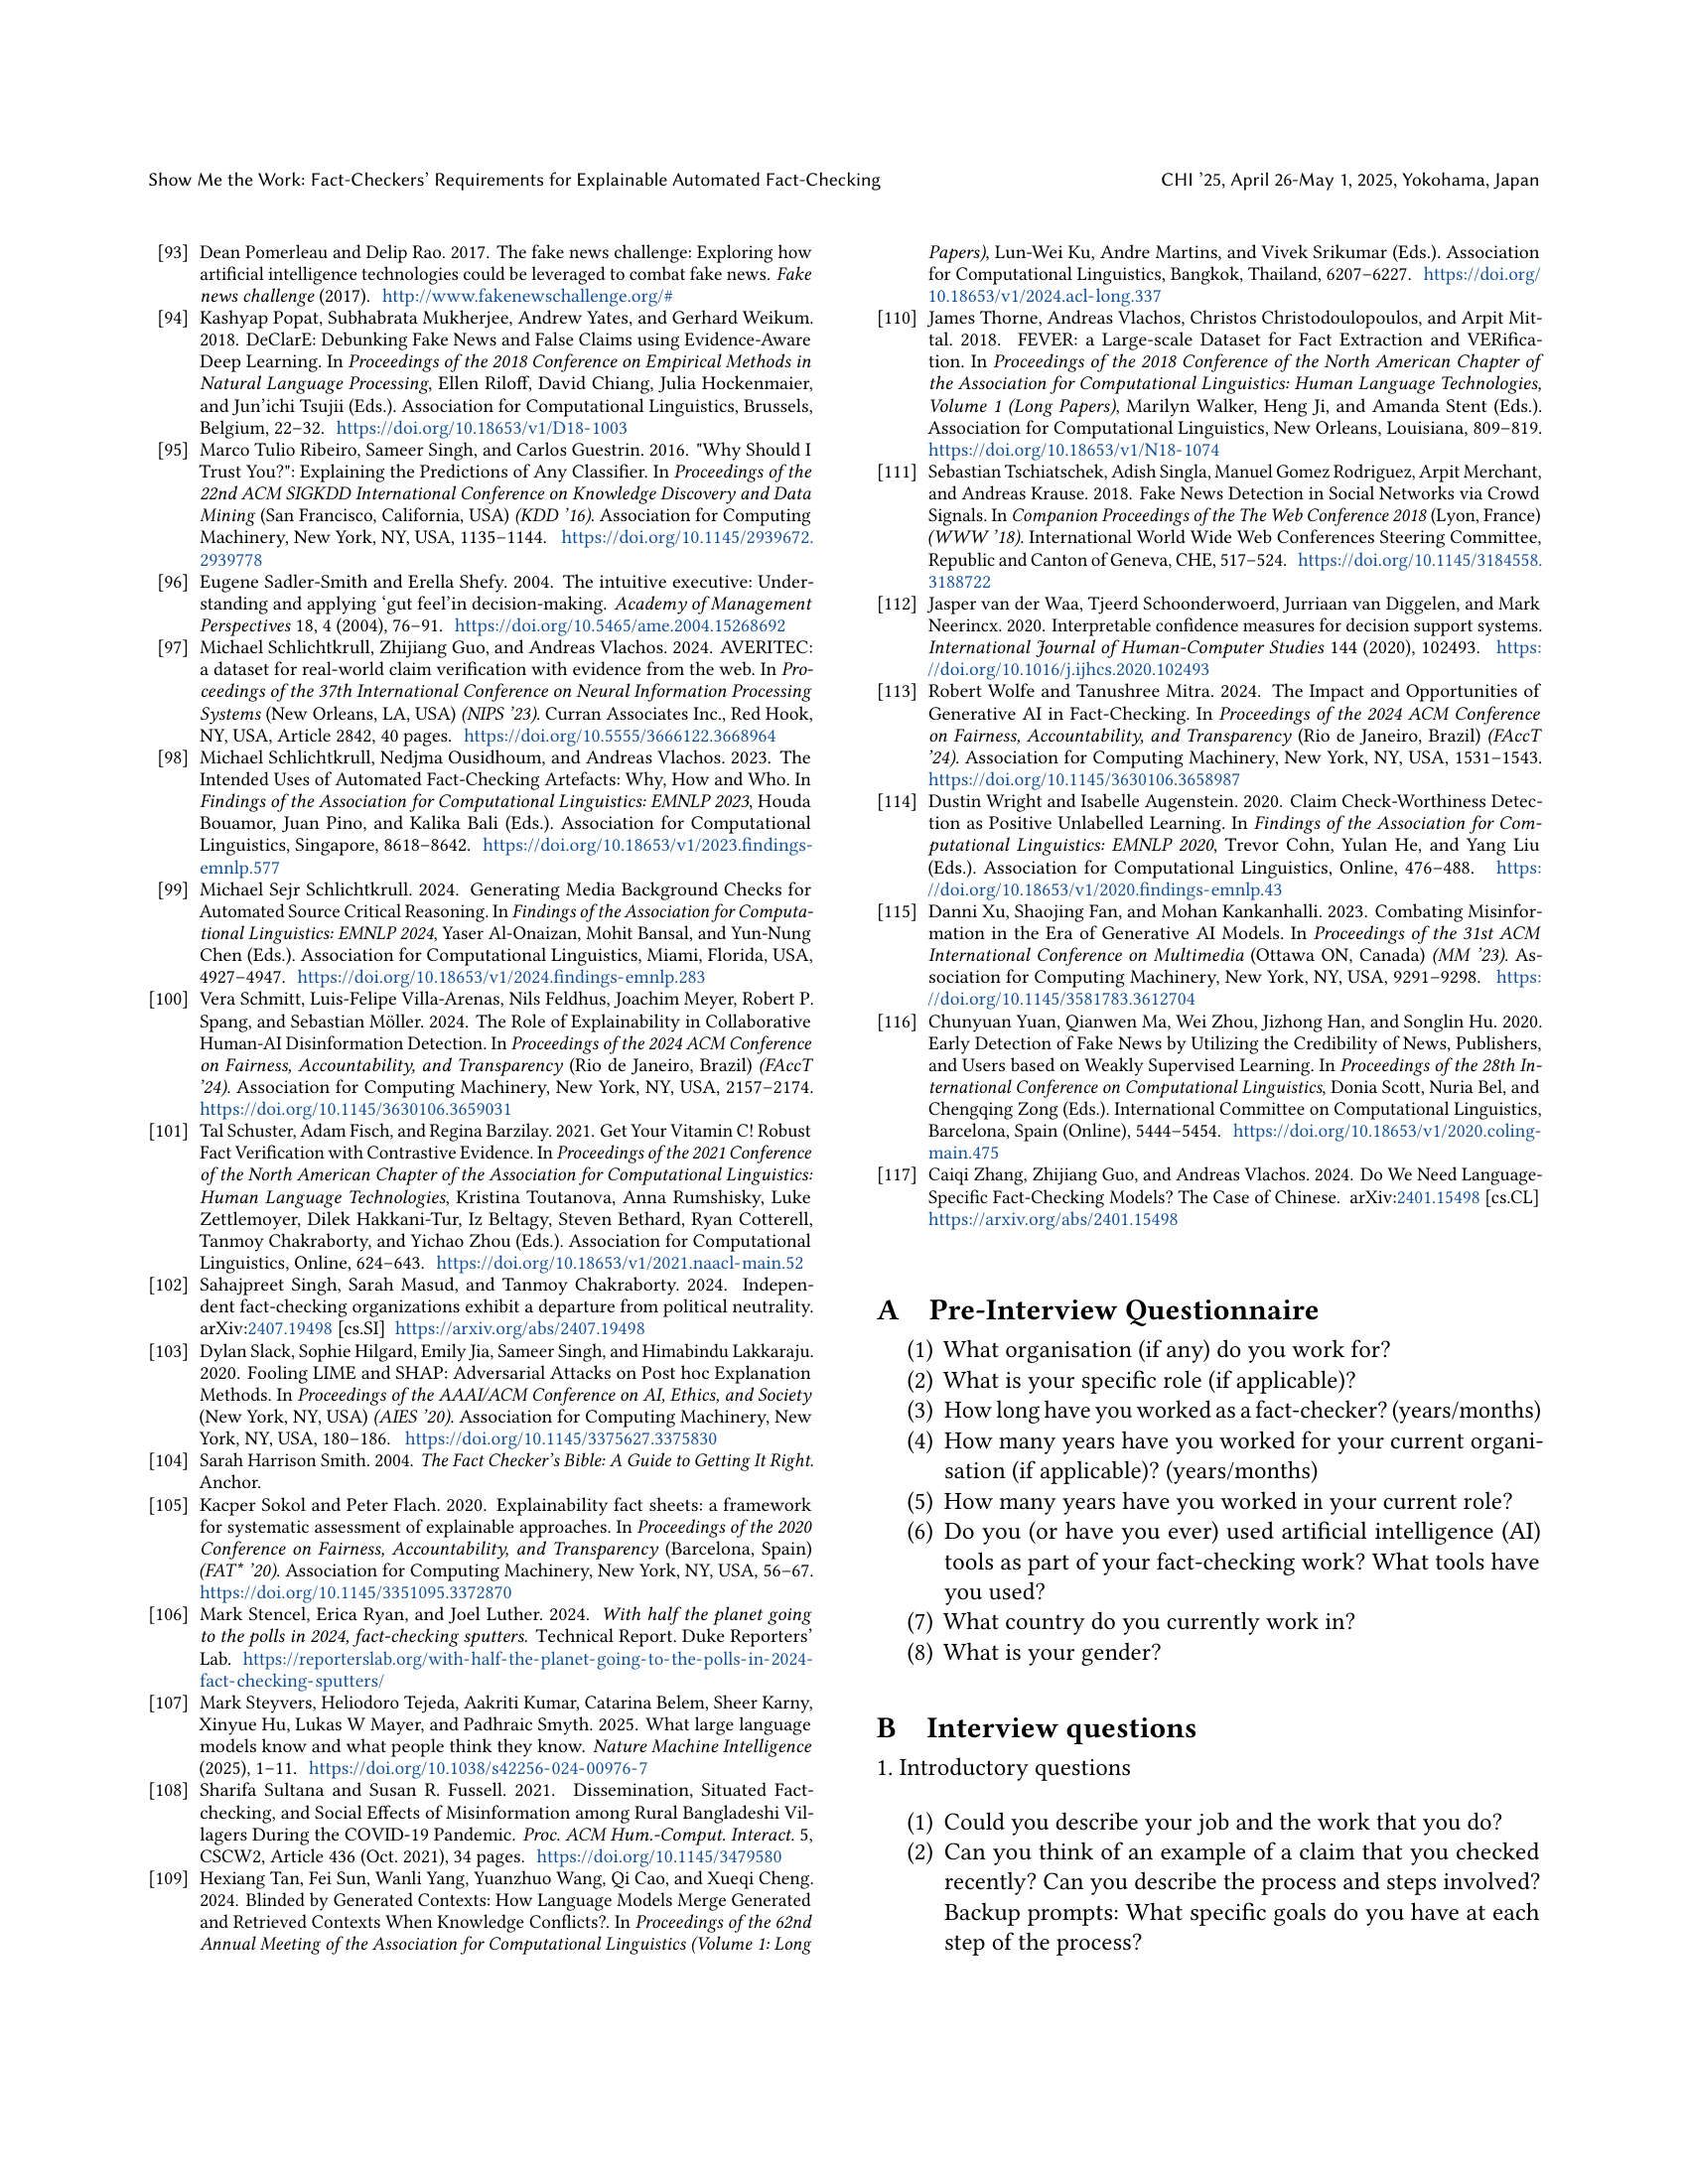 Show Me the Work: Fact-Checkers’ Requirements for Explainable Automated Fact-Checking
CHI ’25, April 26-May 1, 2025, Yokohama, Japan
[93] Dean Pomerleau and Delip Rao. 2017. The fake news challenge: Exploring how
artificial intelligence technologies could be leveraged to combat fake news. Fake
news challenge (2017). http://www.fakenewschallenge.org/#
[94] Kashyap Popat, Subhabrata Mukherjee, Andrew Yates, and Gerhard Weikum.
2018. DeClarE: Debunking Fake News and False Claims using Evidence-Aware
Deep Learning. In Proceedings of the 2018 Conference on Empirical Methods in
Natural Language Processing, Ellen Riloff, David Chiang, Julia Hockenmaier,
and Jun’ichi Tsujii (Eds.). Association for Computational Linguistics, Brussels,
Belgium, 22–32. https://doi.org/10.18653/v1/D18-1003
[95] Marco Tulio Ribeiro, Sameer Singh, and Carlos Guestrin. 2016. "Why Should I
Trust You?": Explaining the Predictions of Any Classifier. In Proceedings of the
22nd ACM SIGKDD International Conference on Knowledge Discovery and Data
Mining (San Francisco, California, USA) (KDD ’16). Association for Computing
Machinery, New York, NY, USA, 1135–1144. https://doi.org/10.1145/2939672.
2939778
[96] Eugene Sadler-Smith and Erella Shefy. 2004. The intuitive executive: Under-
standing and applying ‘gut feel’in decision-making. Academy of Management
Perspectives 18, 4 (2004), 76–91. https://doi.org/10.5465/ame.2004.15268692
[97] Michael Schlichtkrull, Zhijiang Guo, and Andreas Vlachos. 2024. AVERITEC:
a dataset for real-world claim verification with evidence from the web. In Pro-
ceedings of the 37th International Conference on Neural Information Processing
Systems (New Orleans, LA, USA) (NIPS ’23). Curran Associates Inc., Red Hook,
NY, USA, Article 2842, 40 pages. https://doi.org/10.5555/3666122.3668964
[98] Michael Schlichtkrull, Nedjma Ousidhoum, and Andreas Vlachos. 2023. The
Intended Uses of Automated Fact-Checking Artefacts: Why, How and Who. In
Findings of the Association for Computational Linguistics: EMNLP 2023, Houda
Bouamor, Juan Pino, and Kalika Bali (Eds.). Association for Computational
Linguistics, Singapore, 8618–8642. https://doi.org/10.18653/v1/2023.findings-
emnlp.577
[99] Michael Sejr Schlichtkrull. 2024. Generating Media Background Checks for
Automated Source Critical Reasoning. In Findings of the Association for Computa-
tional Linguistics: EMNLP 2024, Yaser Al-Onaizan, Mohit Bansal, and Yun-Nung
Chen (Eds.). Association for Computational Linguistics, Miami, Florida, USA,
4927–4947. https://doi.org/10.18653/v1/2024.findings-emnlp.283
[100] Vera Schmitt, Luis-Felipe Villa-Arenas, Nils Feldhus, Joachim Meyer, Robert P.
Spang, and Sebastian Möller. 2024. The Role of Explainability in Collaborative
Human-AI Disinformation Detection. In Proceedings of the 2024 ACM Conference
on Fairness, Accountability, and Transparency (Rio de Janeiro, Brazil) (FAccT
’24). Association for Computing Machinery, New York, NY, USA, 2157–2174.
https://doi.org/10.1145/3630106.3659031
[101] Tal Schuster, Adam Fisch, and Regina Barzilay. 2021. Get Your Vitamin C! Robust
Fact Verification with Contrastive Evidence. In Proceedings of the 2021 Conference
of the North American Chapter of the Association for Computational Linguistics:
Human Language Technologies, Kristina Toutanova, Anna Rumshisky, Luke
Zettlemoyer, Dilek Hakkani-Tur, Iz Beltagy, Steven Bethard, Ryan Cotterell,
Tanmoy Chakraborty, and Yichao Zhou (Eds.). Association for Computational
Linguistics, Online, 624–643. https://doi.org/10.18653/v1/2021.naacl-main.52
[102] Sahajpreet Singh, Sarah Masud, and Tanmoy Chakraborty. 2024. Indepen-
dent fact-checking organizations exhibit a departure from political neutrality.
arXiv:2407.19498 [cs.SI] https://arxiv.org/abs/2407.19498
[103] Dylan Slack, Sophie Hilgard, Emily Jia, Sameer Singh, and Himabindu Lakkaraju.
2020. Fooling LIME and SHAP: Adversarial Attacks on Post hoc Explanation
Methods. In Proceedings of the AAAI/ACM Conference on AI, Ethics, and Society
(New York, NY, USA) (AIES ’20). Association for Computing Machinery, New
York, NY, USA, 180–186. https://doi.org/10.1145/3375627.3375830
[104] Sarah Harrison Smith. 2004. The Fact Checker’s Bible: A Guide to Getting It Right.
Anchor.
[105] Kacper Sokol and Peter Flach. 2020. Explainability fact sheets: a framework
for systematic assessment of explainable approaches. In Proceedings of the 2020
Conference on Fairness, Accountability, and Transparency (Barcelona, Spain)
(FAT* ’20). Association for Computing Machinery, New York, NY, USA, 56–67.
https://doi.org/10.1145/3351095.3372870
[106] Mark Stencel, Erica Ryan, and Joel Luther. 2024. With half the planet going
to the polls in 2024, fact-checking sputters. Technical Report. Duke Reporters’
Lab. https://reporterslab.org/with-half-the-planet-going-to-the-polls-in-2024-
fact-checking-sputters/
[107] Mark Steyvers, Heliodoro Tejeda, Aakriti Kumar, Catarina Belem, Sheer Karny,
Xinyue Hu, Lukas W Mayer, and Padhraic Smyth. 2025. What large language
models know and what people think they know. Nature Machine Intelligence
(2025), 1–11. https://doi.org/10.1038/s42256-024-00976-7
[108] Sharifa Sultana and Susan R. Fussell. 2021. Dissemination, Situated Fact-
checking, and Social Effects of Misinformation among Rural Bangladeshi Vil-
lagers During the COVID-19 Pandemic. Proc. ACM Hum.-Comput. Interact. 5,
CSCW2, Article 436 (Oct. 2021), 34 pages. https://doi.org/10.1145/3479580
[109] Hexiang Tan, Fei Sun, Wanli Yang, Yuanzhuo Wang, Qi Cao, and Xueqi Cheng.
2024. Blinded by Generated Contexts: How Language Models Merge Generated
and Retrieved Contexts When Knowledge Conflicts?. In Proceedings of the 62nd
Annual Meeting of the Association for Computational Linguistics (Volume 1: Long
Papers), Lun-Wei Ku, Andre Martins, and Vivek Srikumar (Eds.). Association
for Computational Linguistics, Bangkok, Thailand, 6207–6227. https://doi.org/
10.18653/v1/2024.acl-long.337
[110] James Thorne, Andreas Vlachos, Christos Christodoulopoulos, and Arpit Mit-
tal. 2018. FEVER: a Large-scale Dataset for Fact Extraction and VERifica-
tion. In Proceedings of the 2018 Conference of the North American Chapter of
the Association for Computational Linguistics: Human Language Technologies,
Volume 1 (Long Papers), Marilyn Walker, Heng Ji, and Amanda Stent (Eds.).
Association for Computational Linguistics, New Orleans, Louisiana, 809–819.
https://doi.org/10.18653/v1/N18-1074
[111] Sebastian Tschiatschek, Adish Singla, Manuel Gomez Rodriguez, Arpit Merchant,
and Andreas Krause. 2018. Fake News Detection in Social Networks via Crowd
Signals. In Companion Proceedings of the The Web Conference 2018 (Lyon, France)
(WWW ’18). International World Wide Web Conferences Steering Committee,
Republic and Canton of Geneva, CHE, 517–524. https://doi.org/10.1145/3184558.
3188722
[112] Jasper van der Waa, Tjeerd Schoonderwoerd, Jurriaan van Diggelen, and Mark
Neerincx. 2020. Interpretable confidence measures for decision support systems.
International Journal of Human-Computer Studies 144 (2020), 102493. https:
//doi.org/10.1016/j.ijhcs.2020.102493
[113] Robert Wolfe and Tanushree Mitra. 2024. The Impact and Opportunities of
Generative AI in Fact-Checking. In Proceedings of the 2024 ACM Conference
on Fairness, Accountability, and Transparency (Rio de Janeiro, Brazil) (FAccT
’24). Association for Computing Machinery, New York, NY, USA, 1531–1543.
https://doi.org/10.1145/3630106.3658987
[114] Dustin Wright and Isabelle Augenstein. 2020. Claim Check-Worthiness Detec-
tion as Positive Unlabelled Learning. In Findings of the Association for Com-
putational Linguistics: EMNLP 2020, Trevor Cohn, Yulan He, and Yang Liu
(Eds.). Association for Computational Linguistics, Online, 476–488. https:
//doi.org/10.18653/v1/2020.findings-emnlp.43
[115] Danni Xu, Shaojing Fan, and Mohan Kankanhalli. 2023. Combating Misinfor-
mation in the Era of Generative AI Models. In Proceedings of the 31st ACM
International Conference on Multimedia (Ottawa ON, Canada) (MM ’23). As-
sociation for Computing Machinery, New York, NY, USA, 9291–9298. https:
//doi.org/10.1145/3581783.3612704
[116] Chunyuan Yuan, Qianwen Ma, Wei Zhou, Jizhong Han, and Songlin Hu. 2020.
Early Detection of Fake News by Utilizing the Credibility of News, Publishers,
and Users based on Weakly Supervised Learning. In Proceedings of the 28th In-
ternational Conference on Computational Linguistics, Donia Scott, Nuria Bel, and
Chengqing Zong (Eds.). International Committee on Computational Linguistics,
Barcelona, Spain (Online), 5444–5454. https://doi.org/10.18653/v1/2020.coling-
main.475
[117] Caiqi Zhang, Zhijiang Guo, and Andreas Vlachos. 2024. Do We Need Language-
Specific Fact-Checking Models? The Case of Chinese. arXiv:2401.15498 [cs.CL]
https://arxiv.org/abs/2401.15498
A Pre-Interview Questionnaire
(1) What organisation (if any) do you work for?
(2) What is your specific role (if applicable)?
(3) How long have you worked as a fact-checker? (years/months)
(4) How many years have you worked for your current organi-
sation (if applicable)? (years/months)
(5) How many years have you worked in your current role?
(6) Do you (or have you ever) used artificial intelligence (AI)
tools as part of your fact-checking work? What tools have
you used?
(7) What country do you currently work in?
(8) What is your gender?
B Interview questions
1. Introductory questions
(1) Could you describe your job and the work that you do?
(2) Can you think of an example of a claim that you checked
recently? Can you describe the process and steps involved?
Backup prompts: What specific goals do you have at each
step of the process?